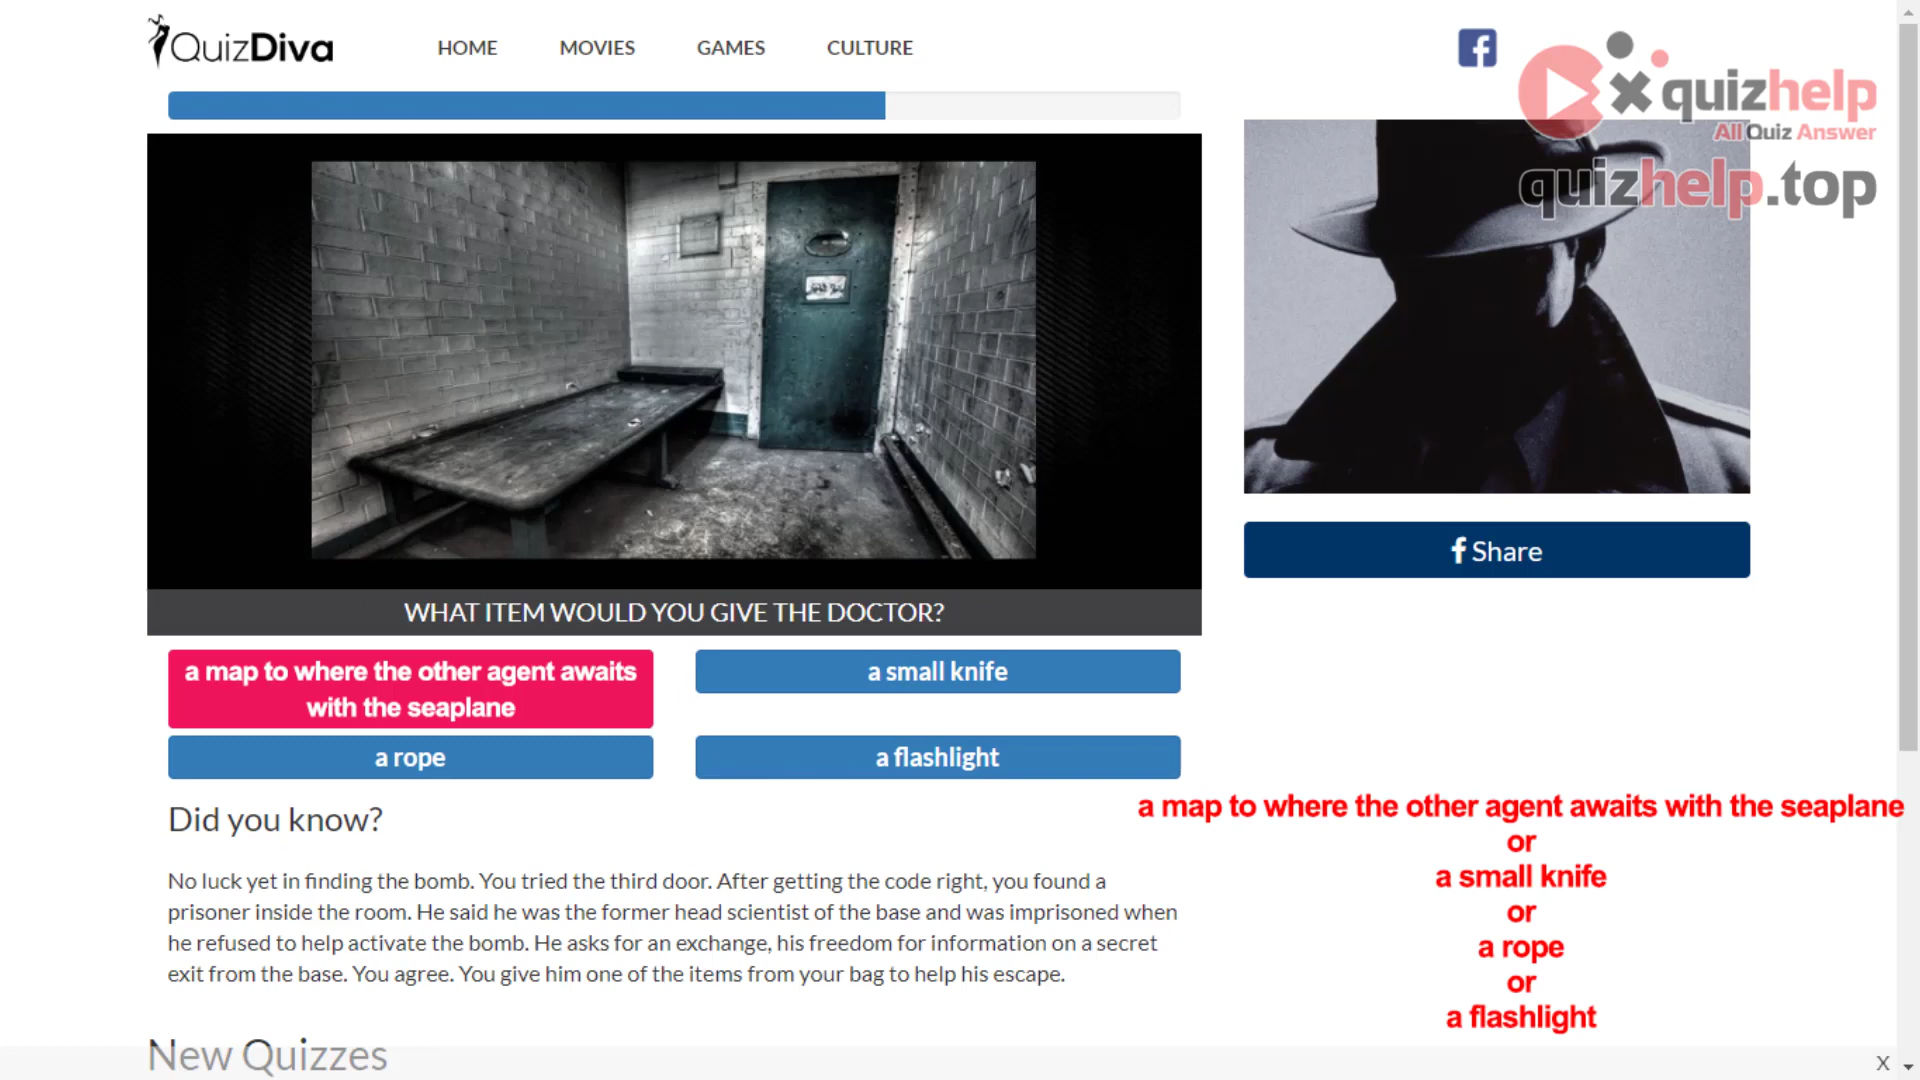 QuizDiva
HOME
MOVIES
GAMES
CULTURE
quizhelp
All Quiz Answer
quizhelp.top
WHAT ITEM WOULD YOU GIVE THE DOCTOR?
Share
a map to where the other agent awaits
with the seaplane
a small knife
a rope
a flashlight
Did you know?
No luck yet in finding the bomb. You tried the third door. After getting the code right, you found a
prisoner inside the room. He said he was the former head scientist of the base and was imprisoned when
he refused to help activate the bomb. He asks for an exchange, his freedom for information on a secret
exit from the base. You agree. You give him one of the items from your bag to help his escape.
a map to where the other agent awaits with the seaplane
or
a small knife
or
a rope
or
a flashlight
New Quizzes
X